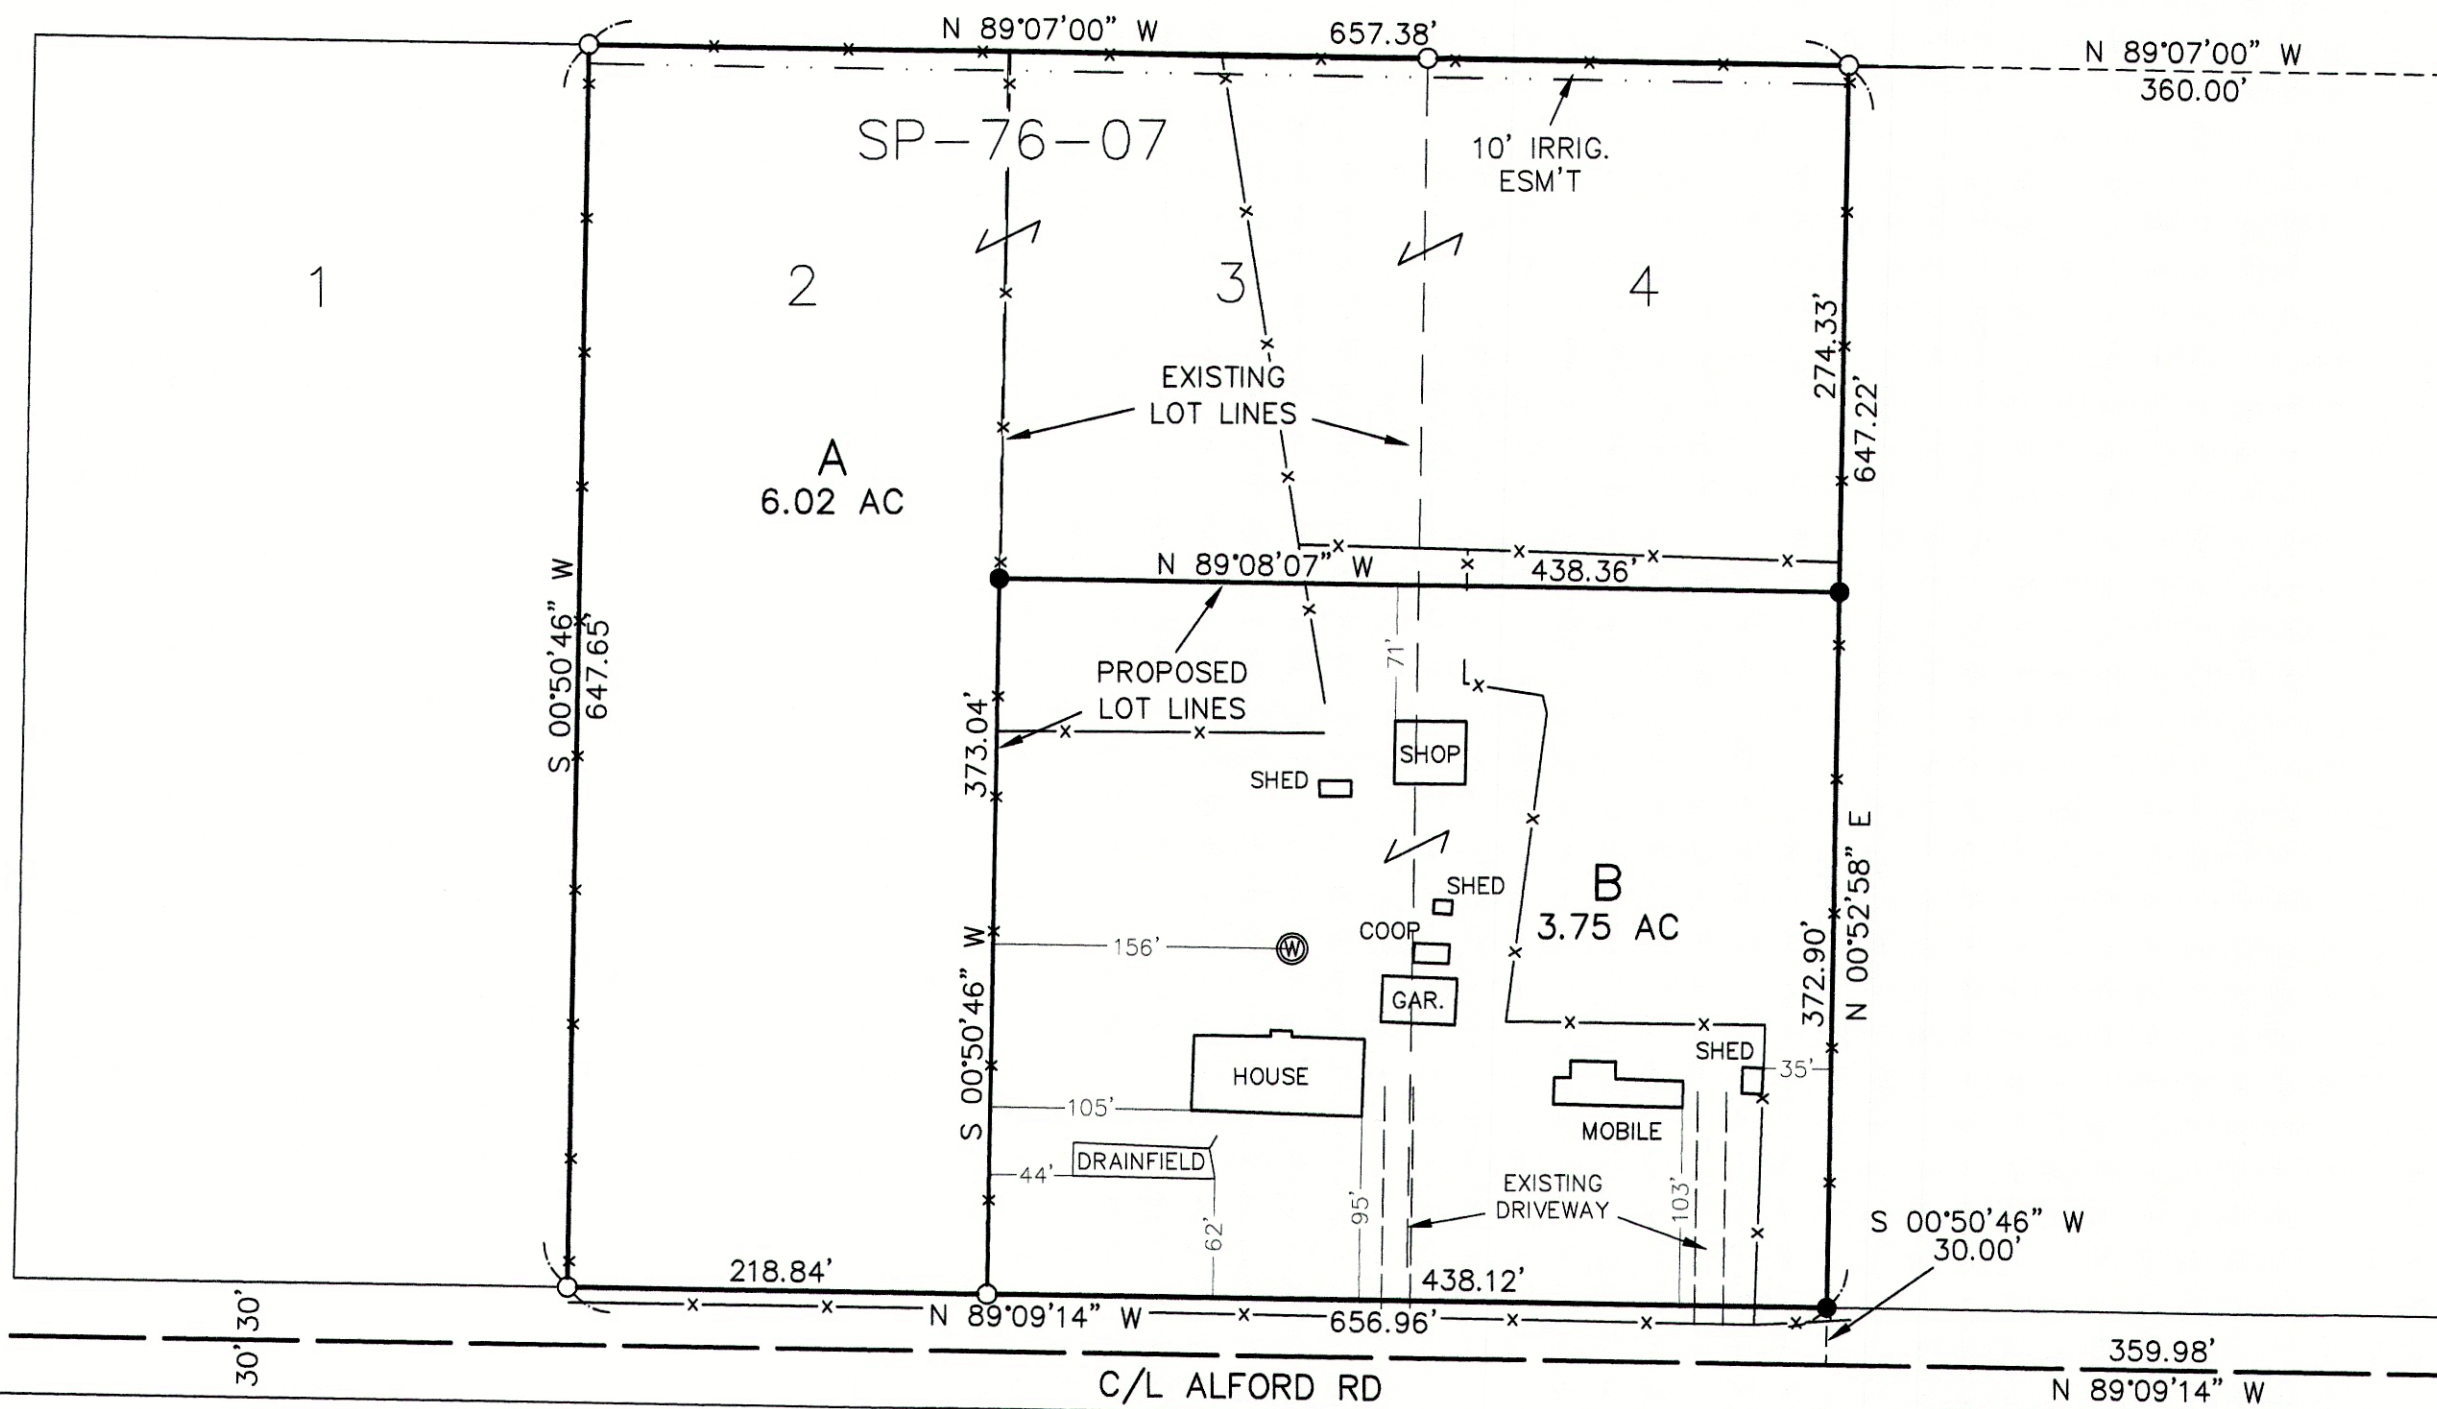 N 89°07'00" W
657.38'
N 89°07'00" W
360.00'
SP-76-07
10' IRRIG.
ESM'T
1
2
3
4
274.33'
647.22'
EXISTING
LOT LINES
A
6.02 AC
N 89°08'07" W
438.36'
S 00°50'46" W
647.65'
71'
PROPOSED
LOT LINES
373.04'
SHOP
SHED
SHED
B
3.75 AC
COOP
156'
W
GAR.
N 00°52'58" E
372.90'
S 00°50'46" W
SHED
35'
HOUSE
105'
MOBILE
DRAINFIELD
44'
62'
95'
EXISTING
DRIVEWAY
103'
S 00°50'46" W
30.00'
218.84'
438.12'
N 89°09'14" W
656.96'
30'
30'
C/L ALFORD RD
359.98'
N 89°09'14" W